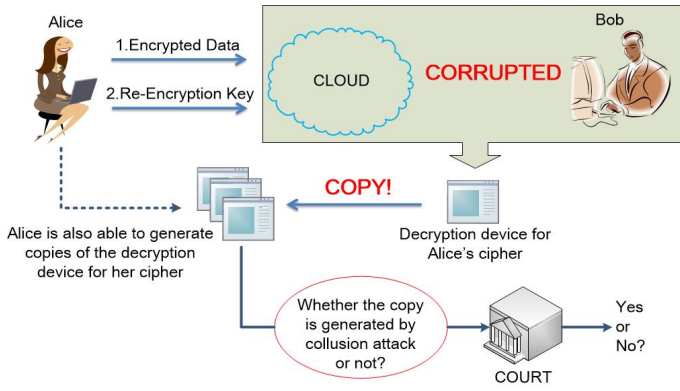 Alice
Bob
1.Encrypted Data
2.Re-Encryption Key
CLOUD
CORRUPTED
COPY!
Alice is also able to generate
copies of the decryption
device for her cipher
Decryption device for
Alice's cipher
Whether the copy
is generated by
collusion attack
or not?
COURT
Yes
or
No?